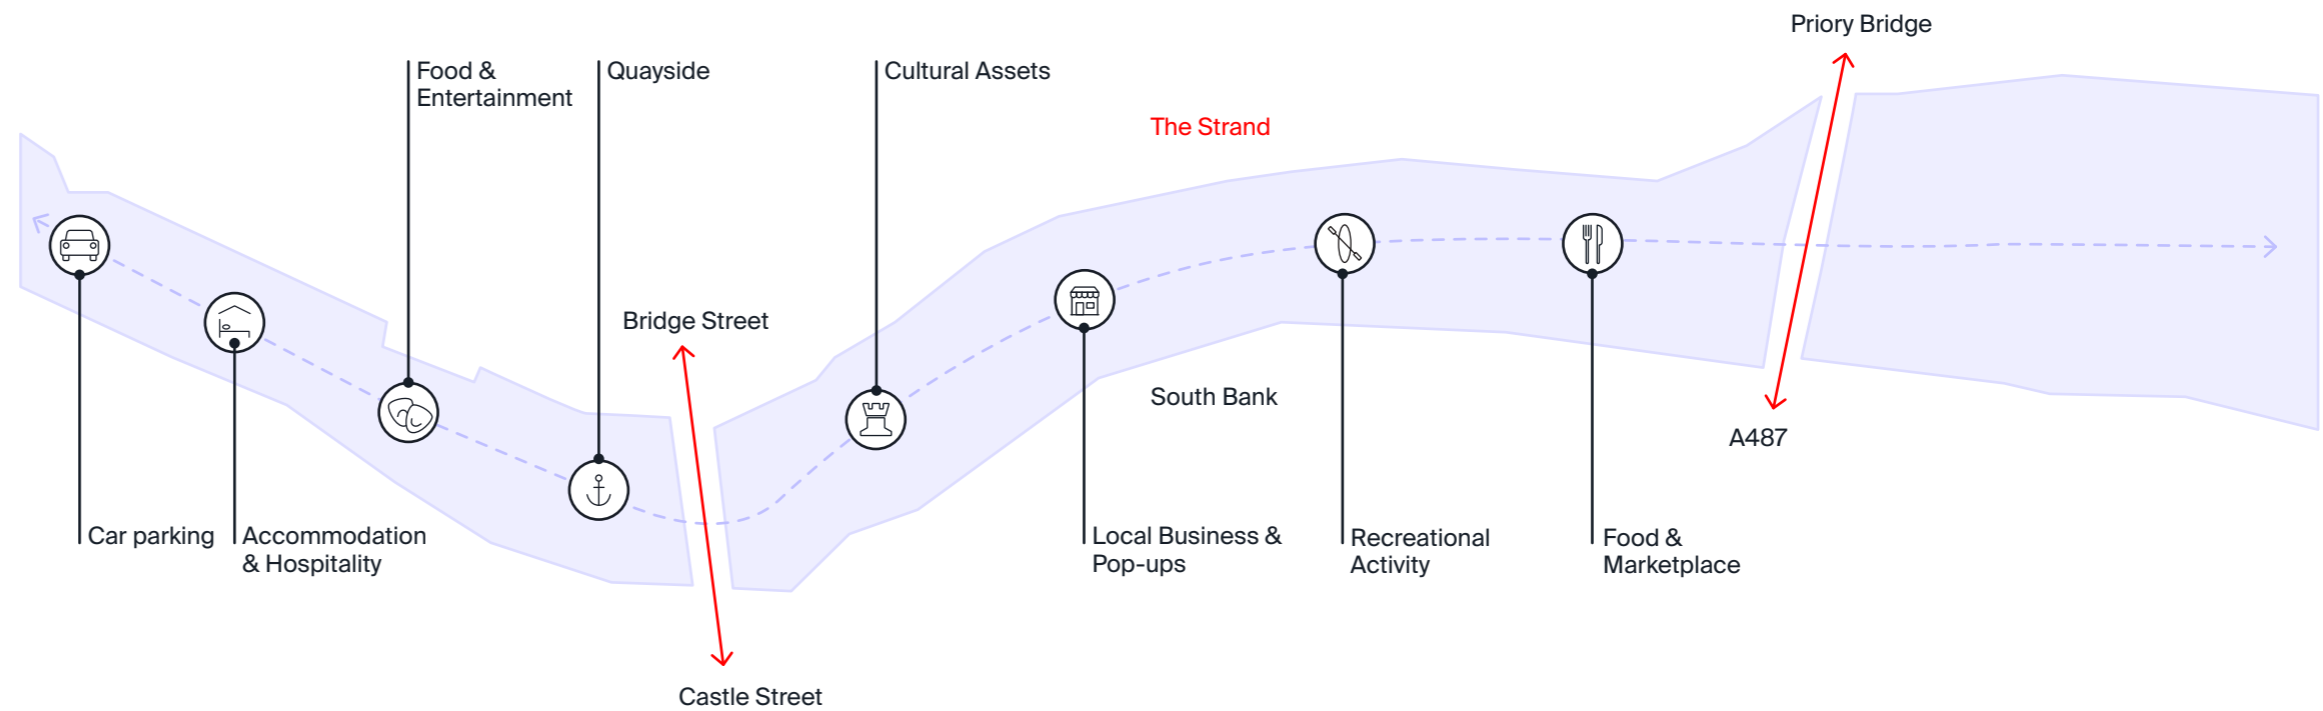 Priory Bridge
Food &
Entertainment
Quayside
Cultural Assets
The Strand
Bridge Street
South Bank
A487
Car parking
Accommodation
& Hospitality
Local Business &
Pop-ups
Recreational
Activity
Food &
Marketplace
Castle Street